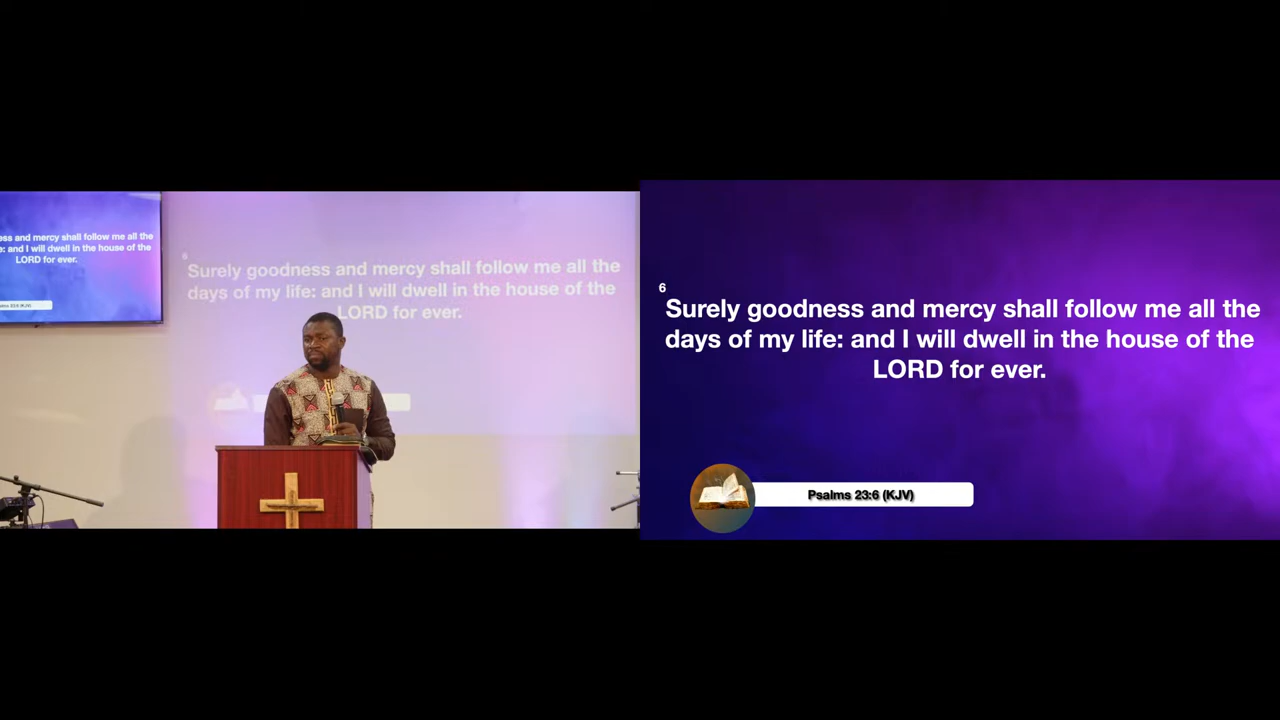 ess and mercy shall follow me all the
e: and I will dwell in the house of the
LORD for ever.
6
Surely goodness and mercy shall follow me all the
days of my life: and I will dwell in the house of the
LORD for ever.
6
Surely goodness and mercy shall follow me all the
days of my life: and I will dwell in the house of the
LORD for ever.
Psalms 23:6 (KJV)